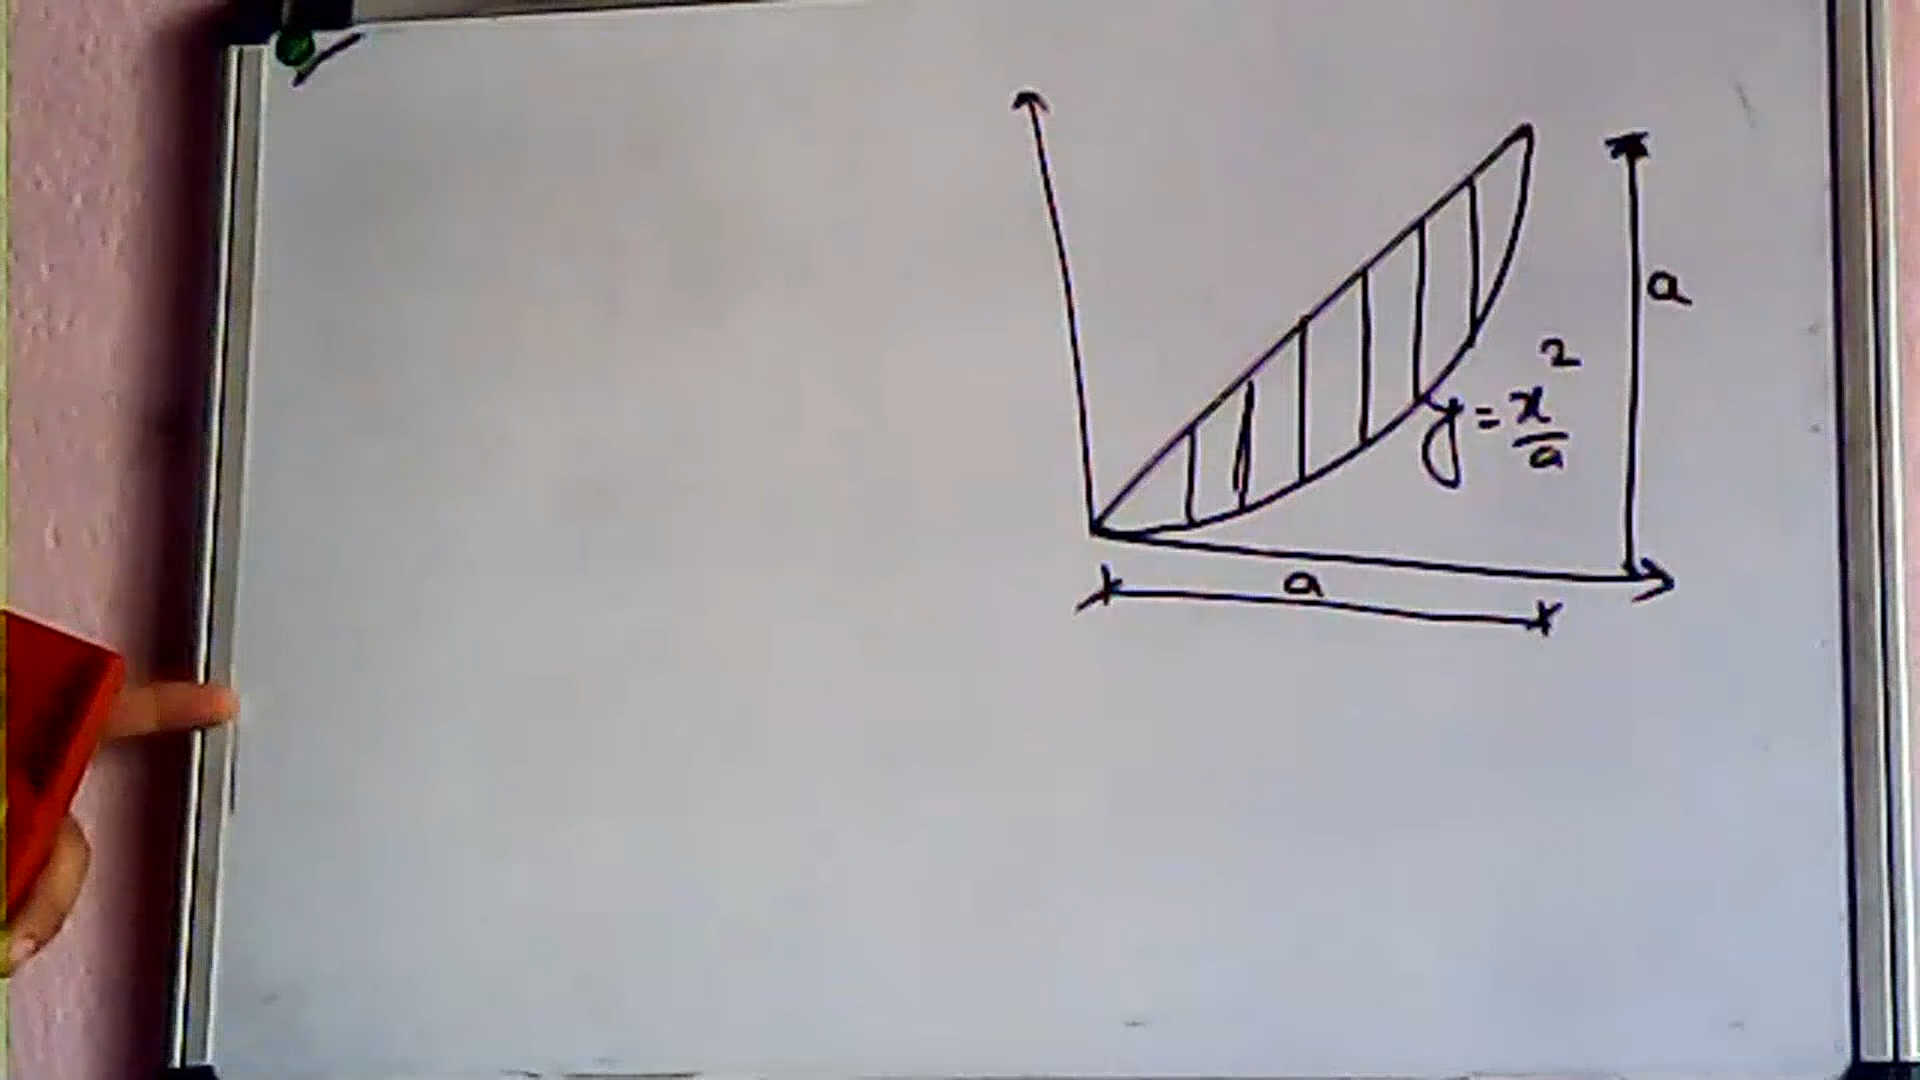 a
y = x²/a
a